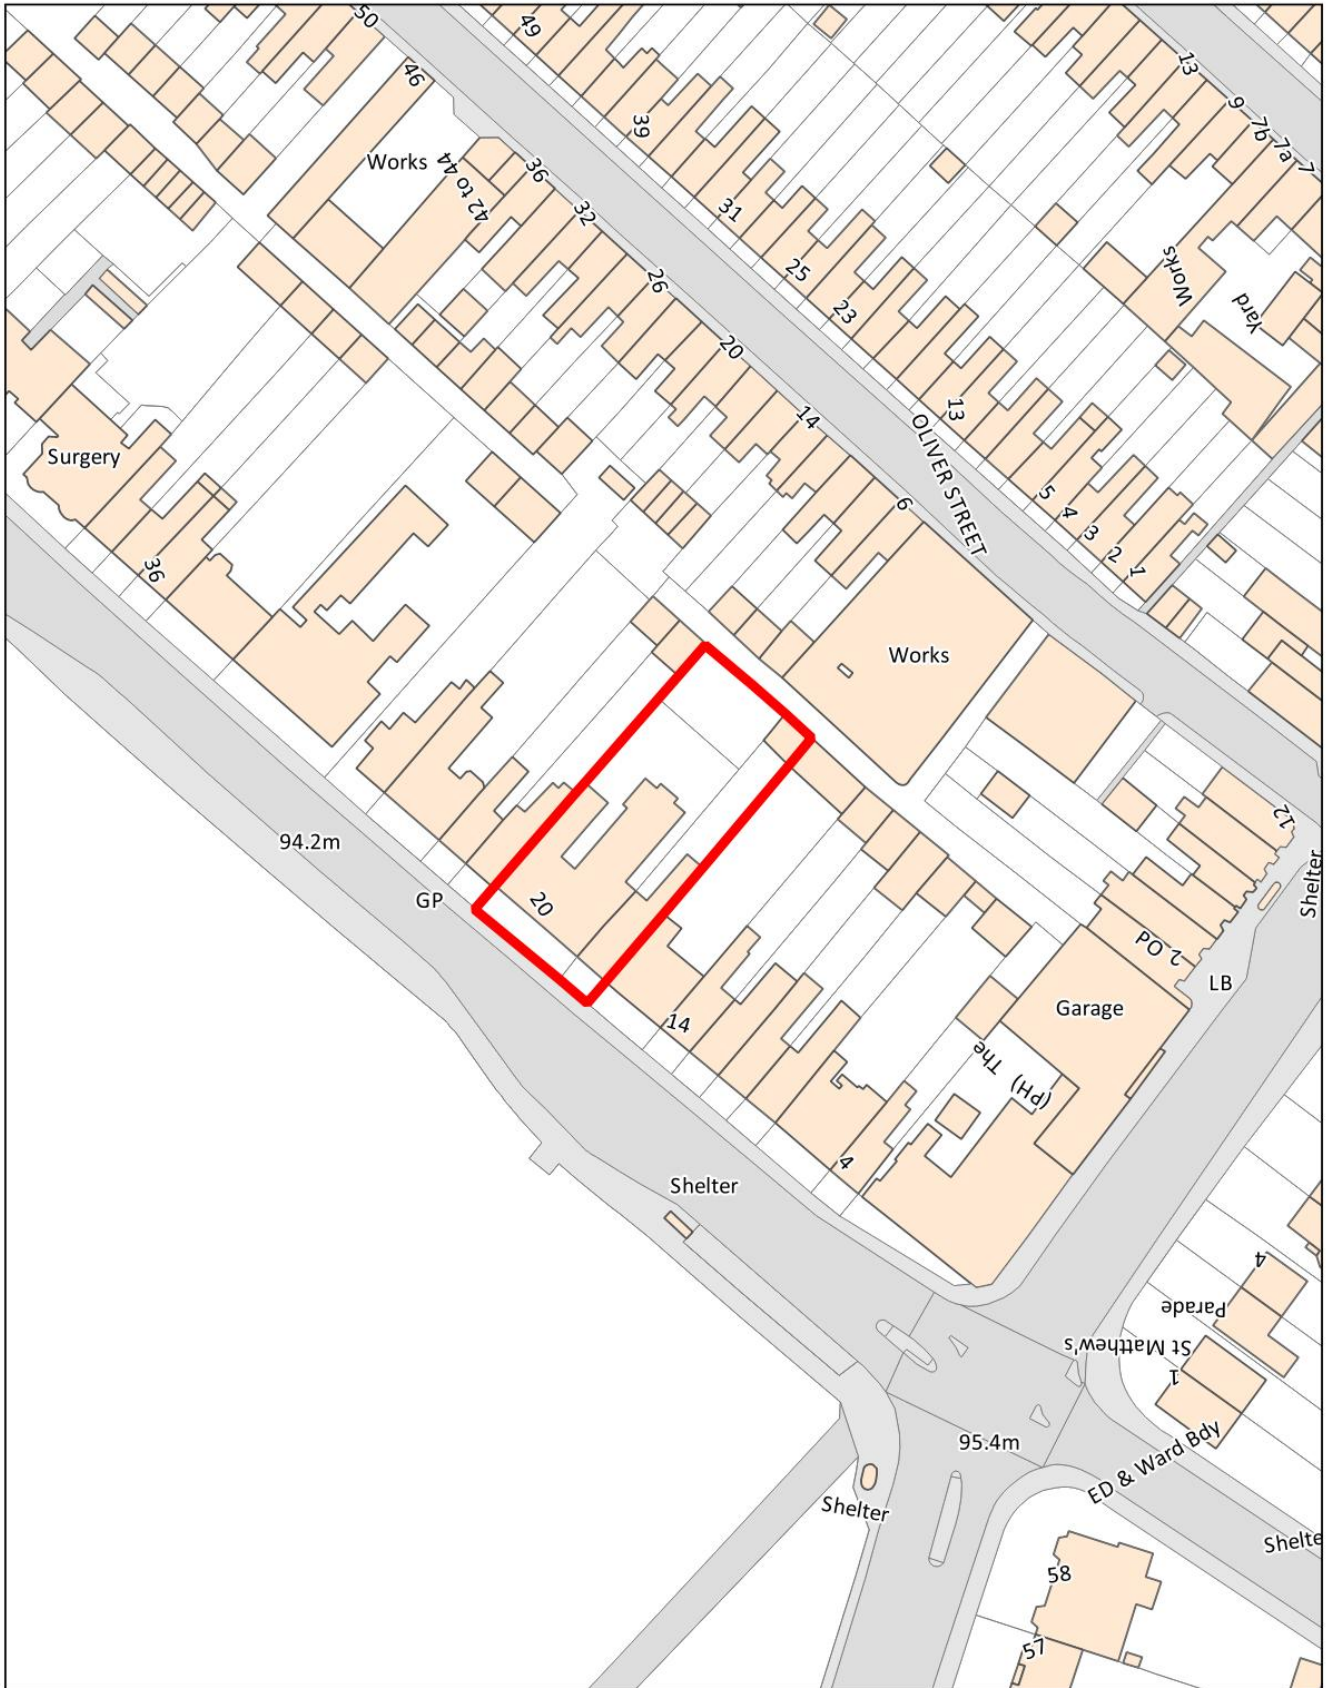 50
49
46
13
9
7b
7a
7
39
Works
42 to 44
36
32
31
25
23
26
20
14
13
Works
Yard
OLIVER STREET
6
5
4
3
2
1
Surgery
36
Works
94.2m
GP
20
14
12
Shelter
2
PO
LB
Garage
The
(PH)
4
Shelter
4
Parade
St Matthew's
1
95.4m
ED & Ward Bdy
Shelter
Shelte
58
57